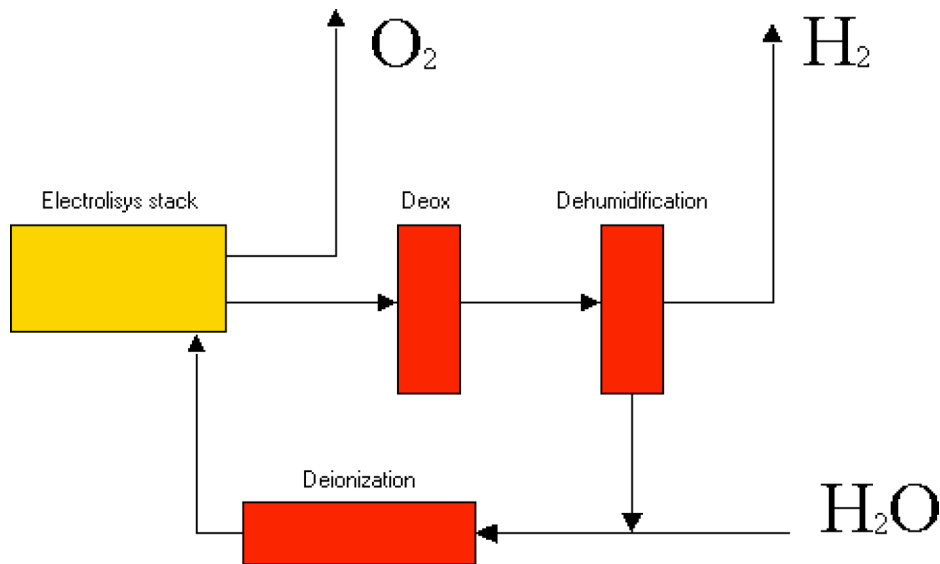 O₂
H₂
Electrolisys stack
Deox
Dehumidification
Deionization
H₂O